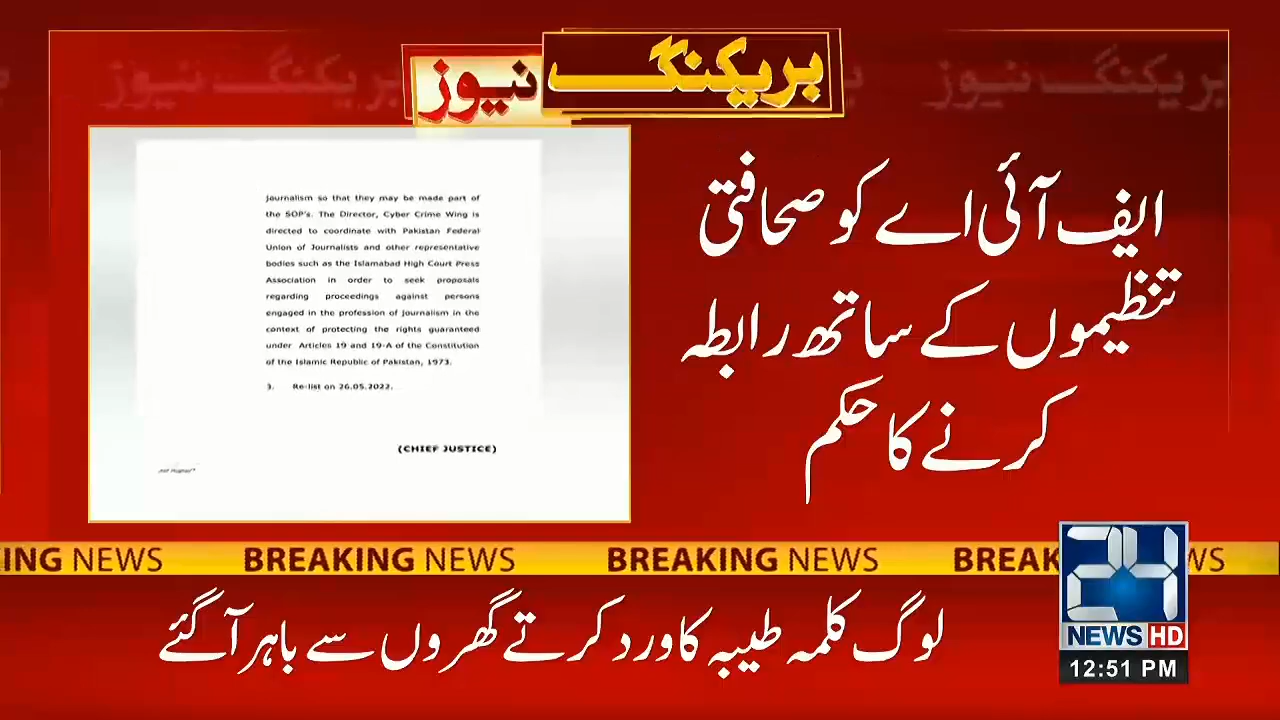 بریکنگ نیوز
ایف آئی اے کو صحافتی
تنظیموں کے ساتھ رابطہ
کرنے کا حکم
journalism so that they may be made part of
the SOP's. The Director, Cyber Crime Wing is
directed to coordinate with Pakistan Federal
Union of Journalists and other representative
bodies such as the Islamabad High Court Press
Association in order to seek proposals
regarding proceedings against persons
engaged in the profession of journalism in the
context of protecting the rights guaranteed
under Articles 19 and 19-A of the Constitution
of the Islamic Republic of Pakistan, 1973.
3. Re-list on 26.05.2022.
(CHIEF JUSTICE)
ING NEWS BREAKING NEWS BREAKING NEWS BREAK WS
24
NEWS HD
12:51 PM
لوگ کلمہ طیبہ کا ورد کرتے گھروں سے باہر آ گئے